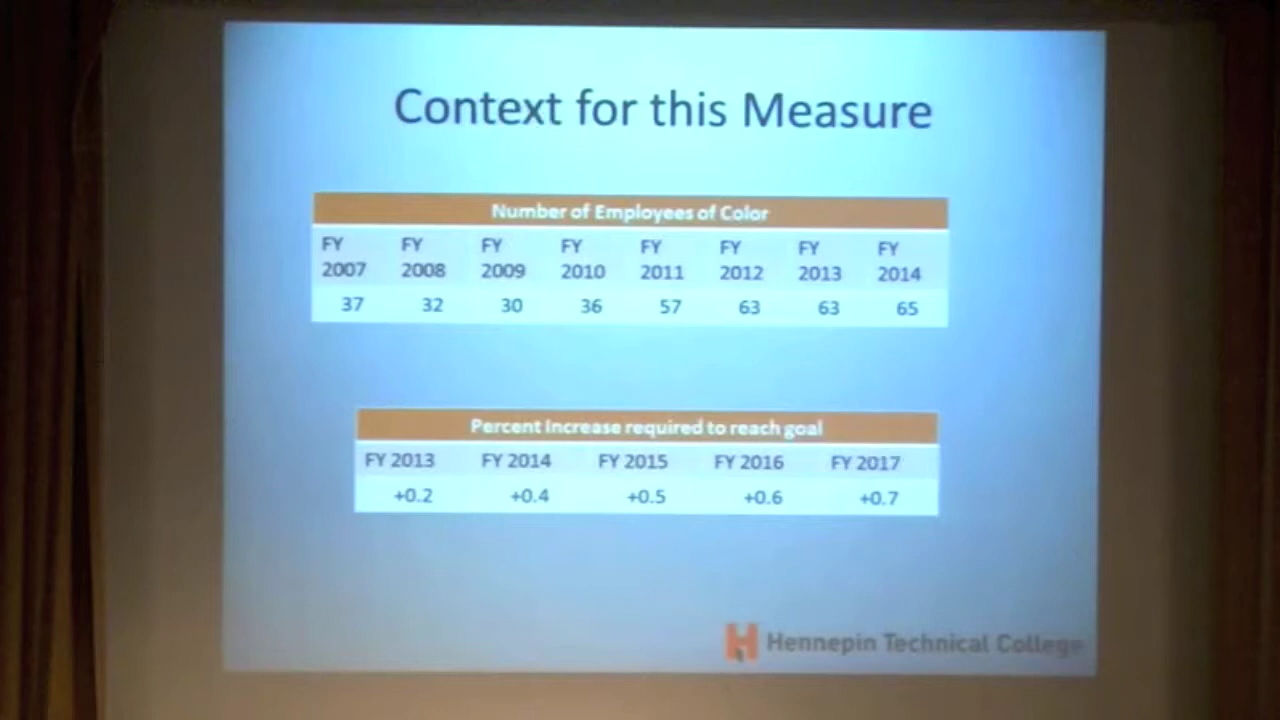 Context for this Measure
Number of Employees of Color
FY 2007 FY 2008 FY 2009 FY 2010 FY 2011 FY 2012 FY 2013 FY 2014
37 32 30 36 57 63 63 65
Percent Increase required to reach goal
FY 2013 FY 2014 FY 2015 FY 2016 FY 2017
+0.2 +0.4 +0.5 +0.6 +0.7
H Hennepin Technical College